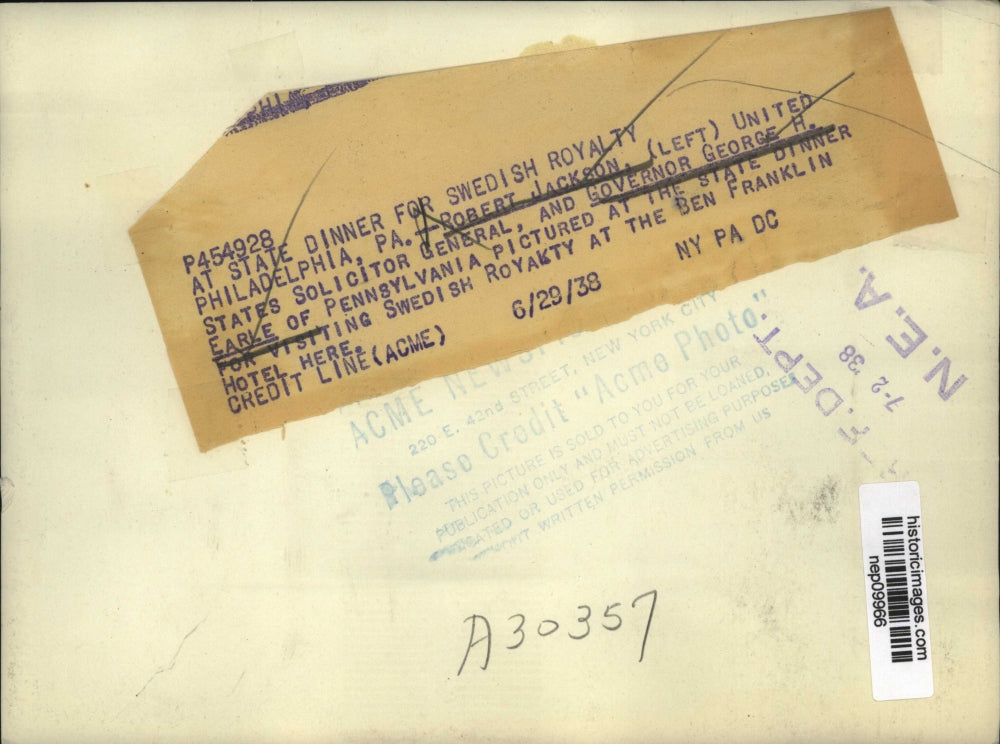 P454928
AT STATE DINNER FOR SWEDISH ROYALTY
PHILADELPHIA, PA.--ROBERT JACKSON, (LEFT) UNITED
STATES SOLICITOR GENERAL, AND GOVERNOR GEORGE H.
EARLE OF PENNSYLVANIA PICTURED AT THE STATE DINNER
FOR VISITING SWEDISH ROYALTY AT THE BEN FRANKLIN
HOTEL HERE.
CREDIT LINE(ACME) 6/29/38 NY PA DC
ACME
220 E. 42nd STREET, NEW YORK CITY
Please Credit "Acme Photo"
THIS PICTURE IS SOLD TO YOU FOR YOUR
PUBLICATION ONLY AND MUST NOT BE LOANED,
OR USED FOR ADVERTISING PURPOSES
WRITTEN PERMISSION FROM US
DEPT.
7-2 '38
N.E.A.
historicimages.com
nep09966
A30357